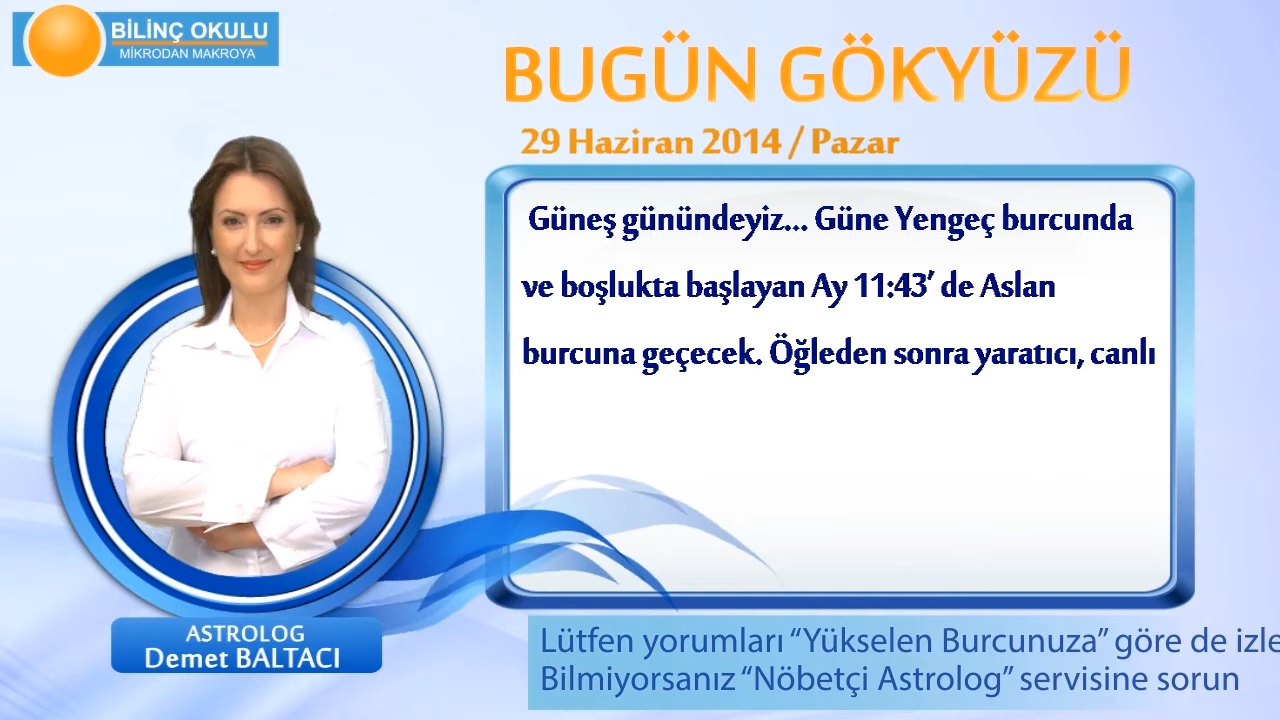 BİLİNÇ OKULU
MİKRODAN MAKROYA
BUGÜN GÖKYÜZÜ
29 Haziran 2014 / Pazar
Güneş günündeyiz... Güne Yengeç burcunda
ve boşlukta başlayan Ay 11:43’ de Aslan
burcuna geçecek. Öğleden sonra yaratıcı, canlı
ASTROLOG
Demet BALTACI
Lütfen yorumları “Yükselen Burcunuza” göre de izle
Bilmiyorsanız “Nöbetçi Astrolog” servisine sorun